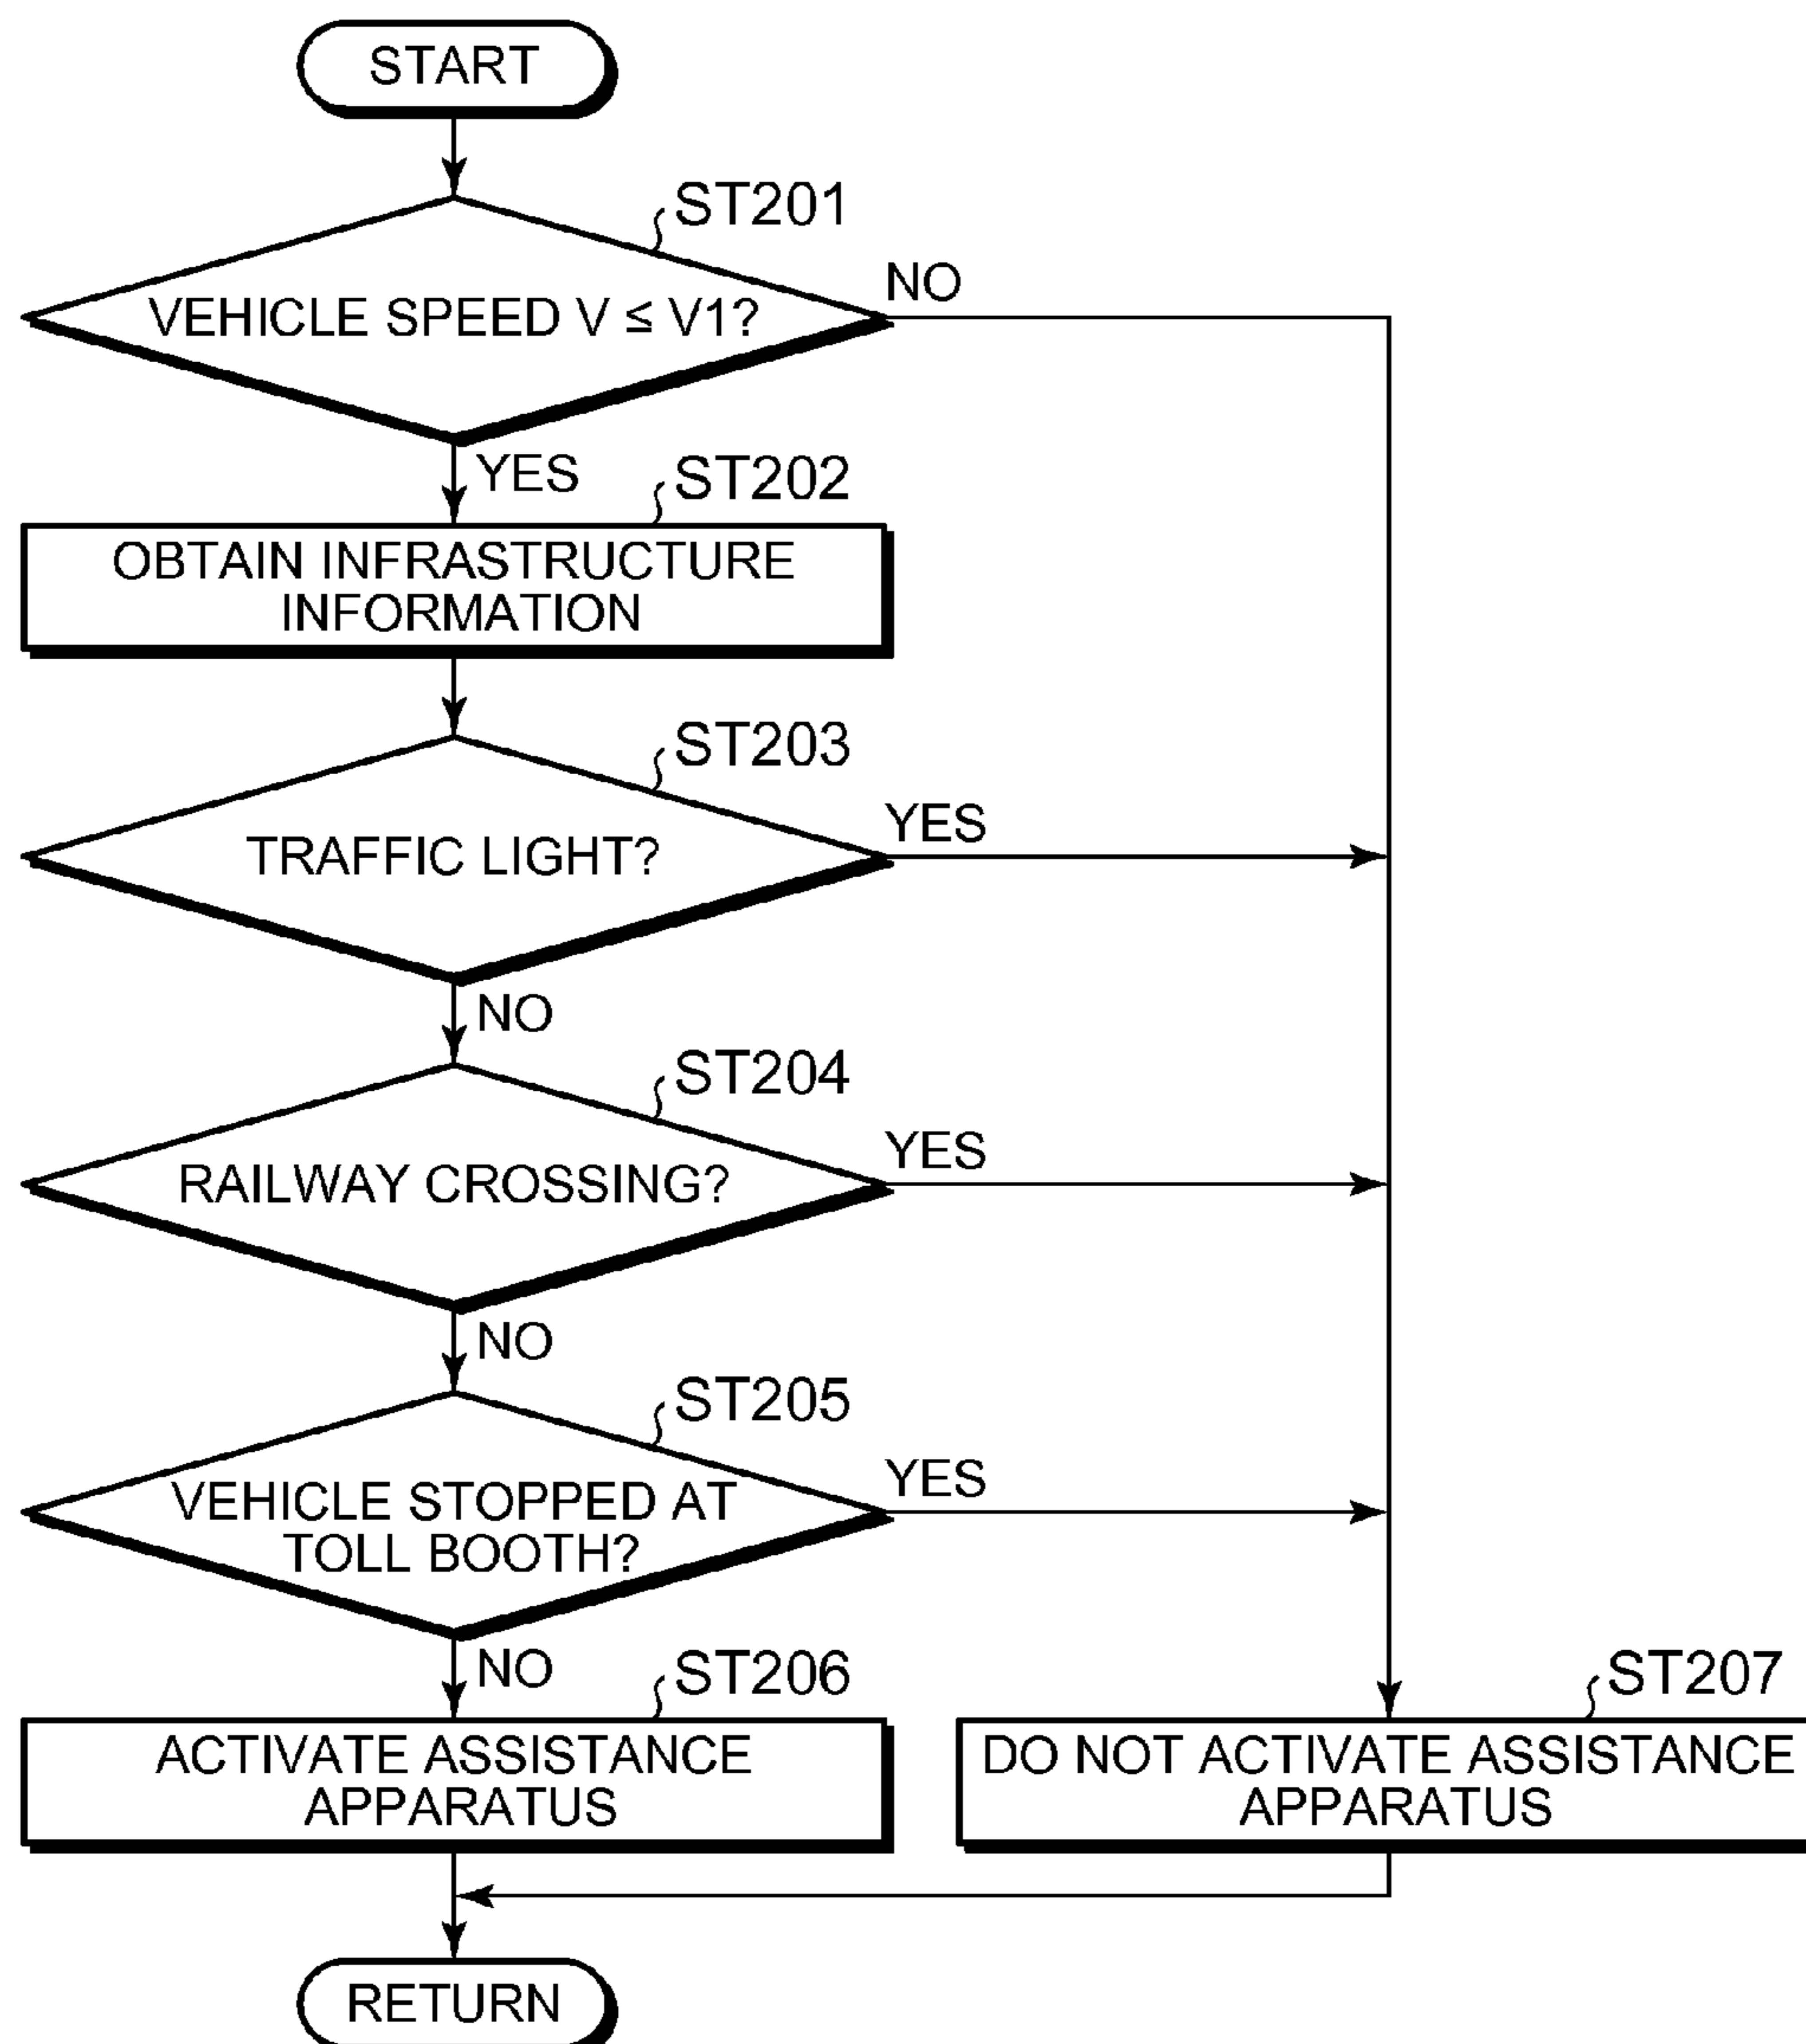 START
ST201
VEHICLE SPEED V ≤ V1?
NO
YES
ST202
OBTAIN INFRASTRUCTURE
INFORMATION
ST203
TRAFFIC LIGHT?
YES
NO
ST204
RAILWAY CROSSING?
YES
NO
ST205
VEHICLE STOPPED AT
TOLL BOOTH?
YES
NO
ST206
ACTIVATE ASSISTANCE
APPARATUS
ST207
DO NOT ACTIVATE ASSISTANCE
APPARATUS
RETURN